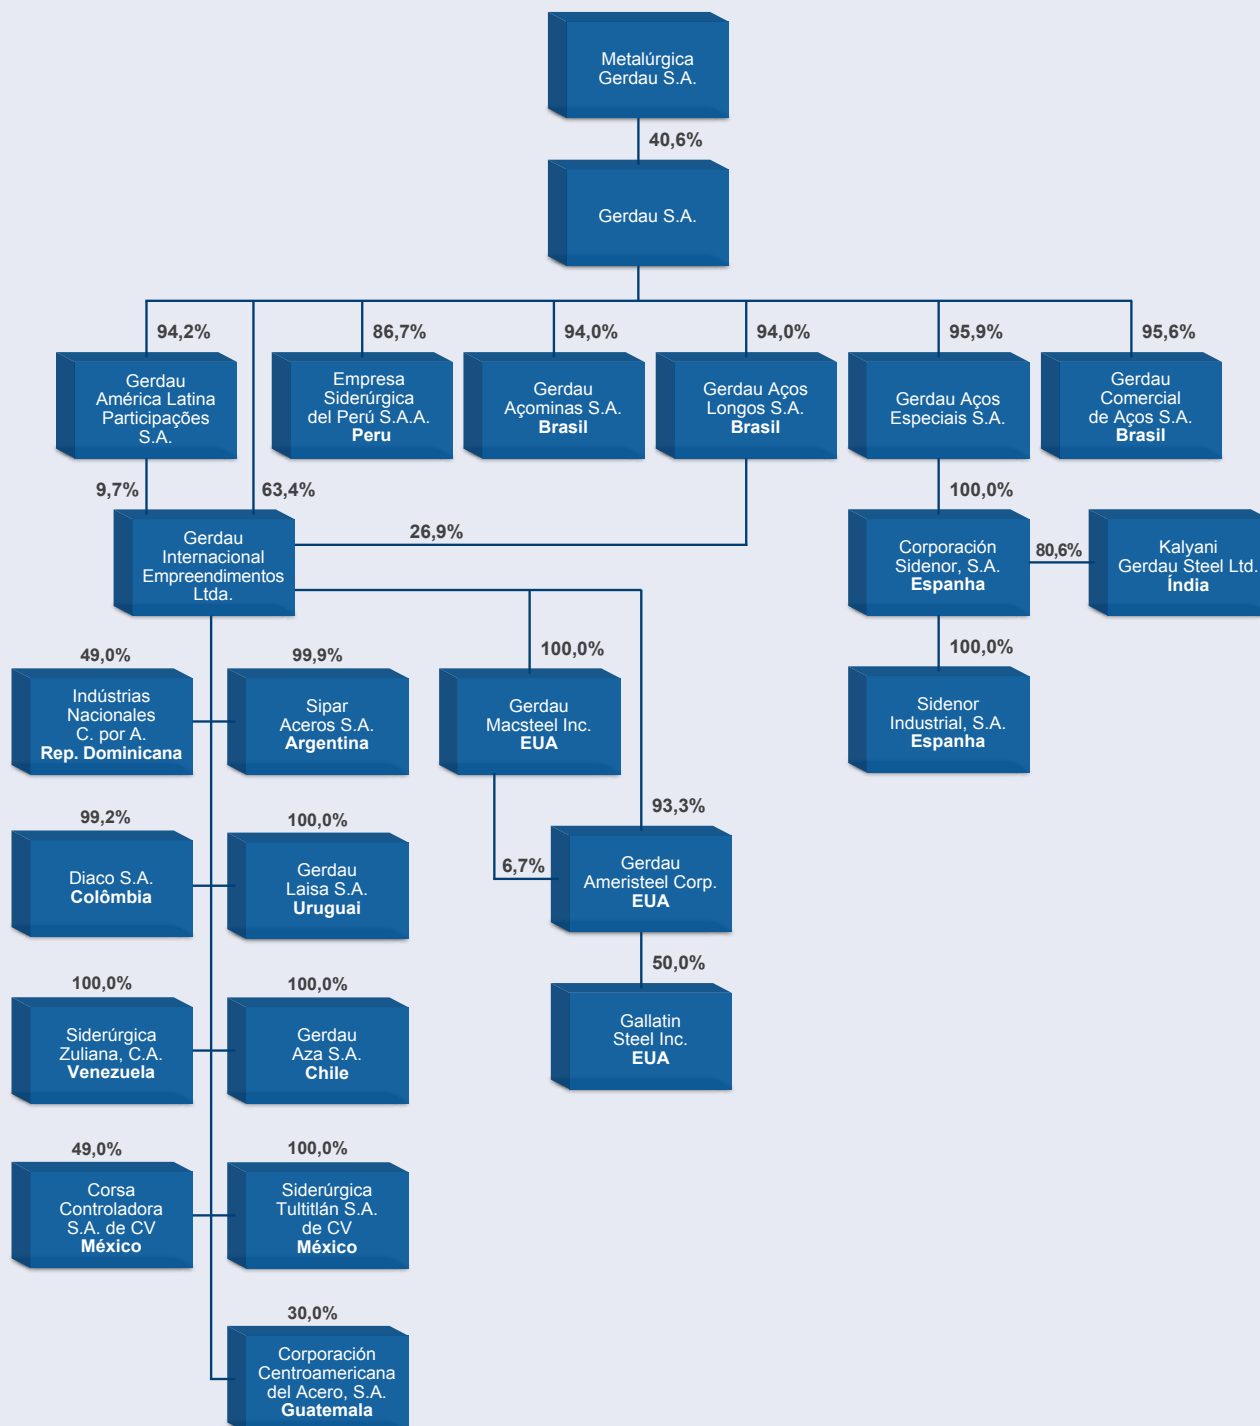 Metalúrgica
Gerdau S.A.
40,6%
Gerdau S.A.
94,2%
86,7%
94,0%
94,0%
95,9%
95,6%
Gerdau
América Latina
Participações
S.A.
Empresa
Siderúrgica
del Perú S.A.A.
Peru
Gerdau
Açominas S.A.
Brasil
Gerdau Aços
Longos S.A.
Brasil
Gerdau Aços
Especiais S.A.
Gerdau
Comercial
de Aços S.A.
Brasil
9,7%
63,4%
26,9%
100,0%
Gerdau
Internacional
Empreendimentos
Ltda.
Corporación
Sidenor, S.A.
Espanha
80,6%
Kalyani
Gerdau Steel Ltd.
Índia
100,0%
Sidenor
Industrial, S.A.
Espanha
49,0%
Indústrias
Nacionales
C. por A.
Rep. Dominicana
99,9%
Sipar
Aceros S.A.
Argentina
100,0%
Gerdau
Macsteel Inc.
EUA
99,2%
Diaco S.A.
Colômbia
100,0%
Gerdau
Laisa S.A.
Uruguai
93,3%
6,7%
Gerdau
Ameristeel Corp.
EUA
50,0%
Gallatin
Steel Inc.
EUA
100,0%
Siderúrgica
Zuliana, C.A.
Venezuela
100,0%
Gerdau
Aza S.A.
Chile
49,0%
Corsa
Controladora
S.A. de CV
México
100,0%
Siderúrgica
Tultitlán S.A.
de CV
México
30,0%
Corporación
Centroamericana
del Acero, S.A.
Guatemala